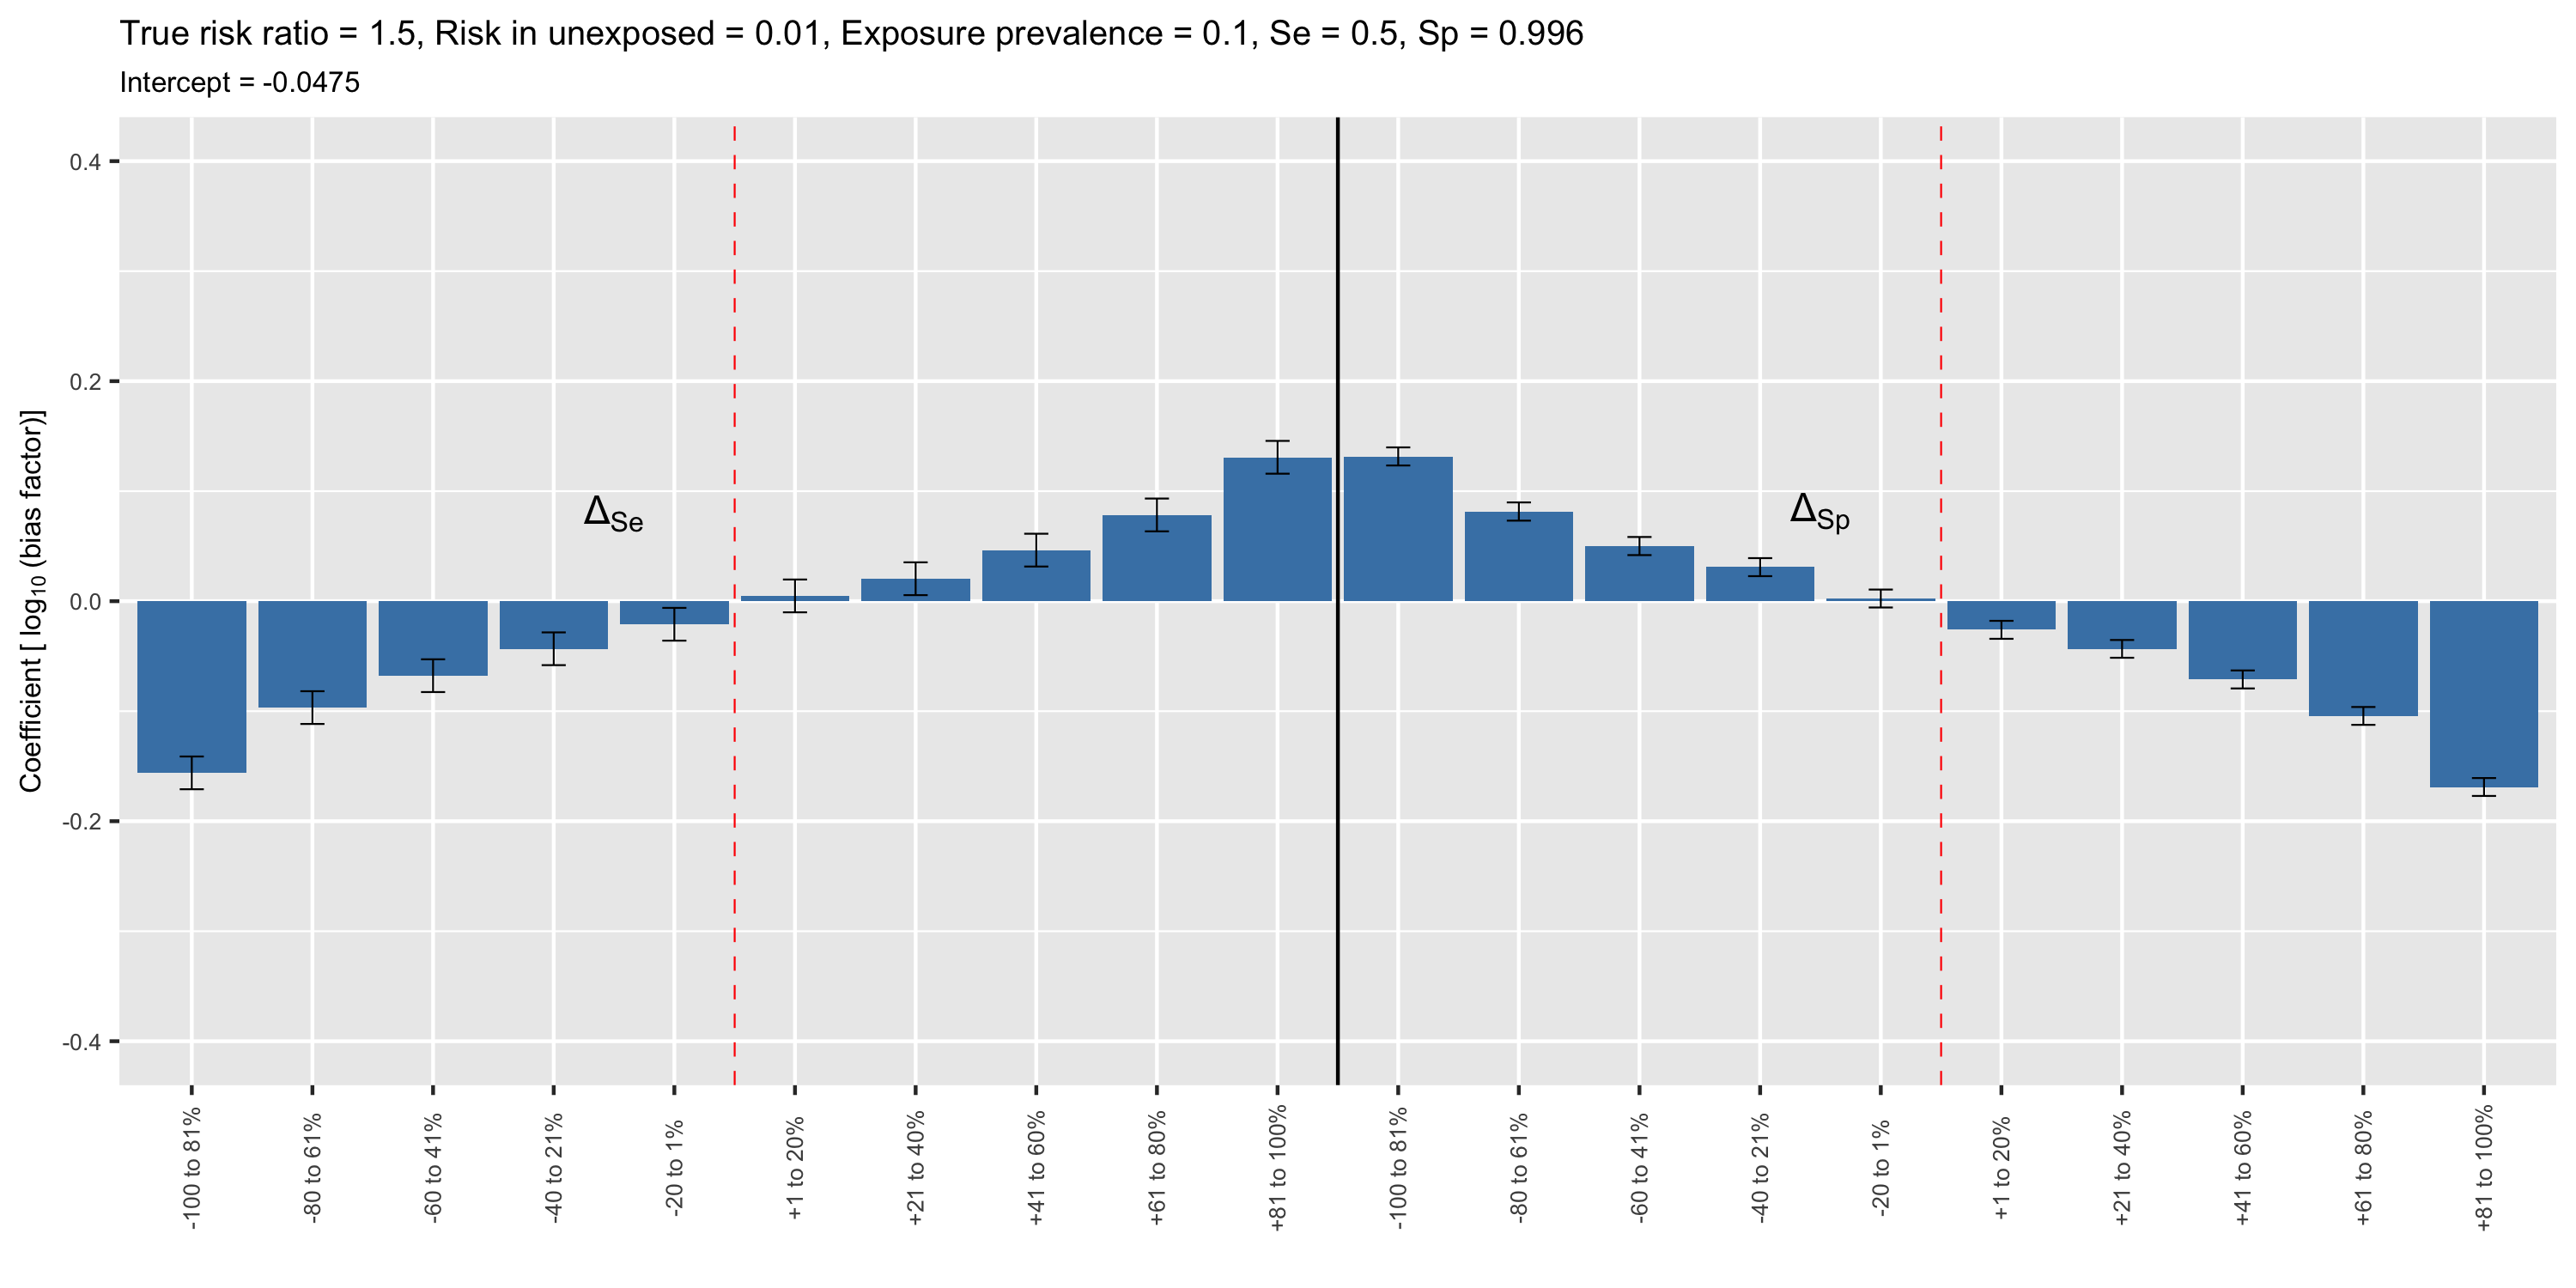 True risk ratio = 1.5, Risk in unexposed = 0.01, Exposure prevalence = 0.1, Se = 0.5, Sp = 0.996
Intercept = -0.0475
Coefficient [ log₁₀ (bias factor)]
0.4
0.2
0.0
-0.2
-0.4
Δ_Se
Δ_Sp
-100 to 81%
-80 to 61%
-60 to 41%
-40 to 21%
-20 to 1%
+1 to 20%
+21 to 40%
+41 to 60%
+61 to 80%
+81 to 100%
-100 to 81%
-80 to 61%
-60 to 41%
-40 to 21%
-20 to 1%
+1 to 20%
+21 to 40%
+41 to 60%
+61 to 80%
+81 to 100%